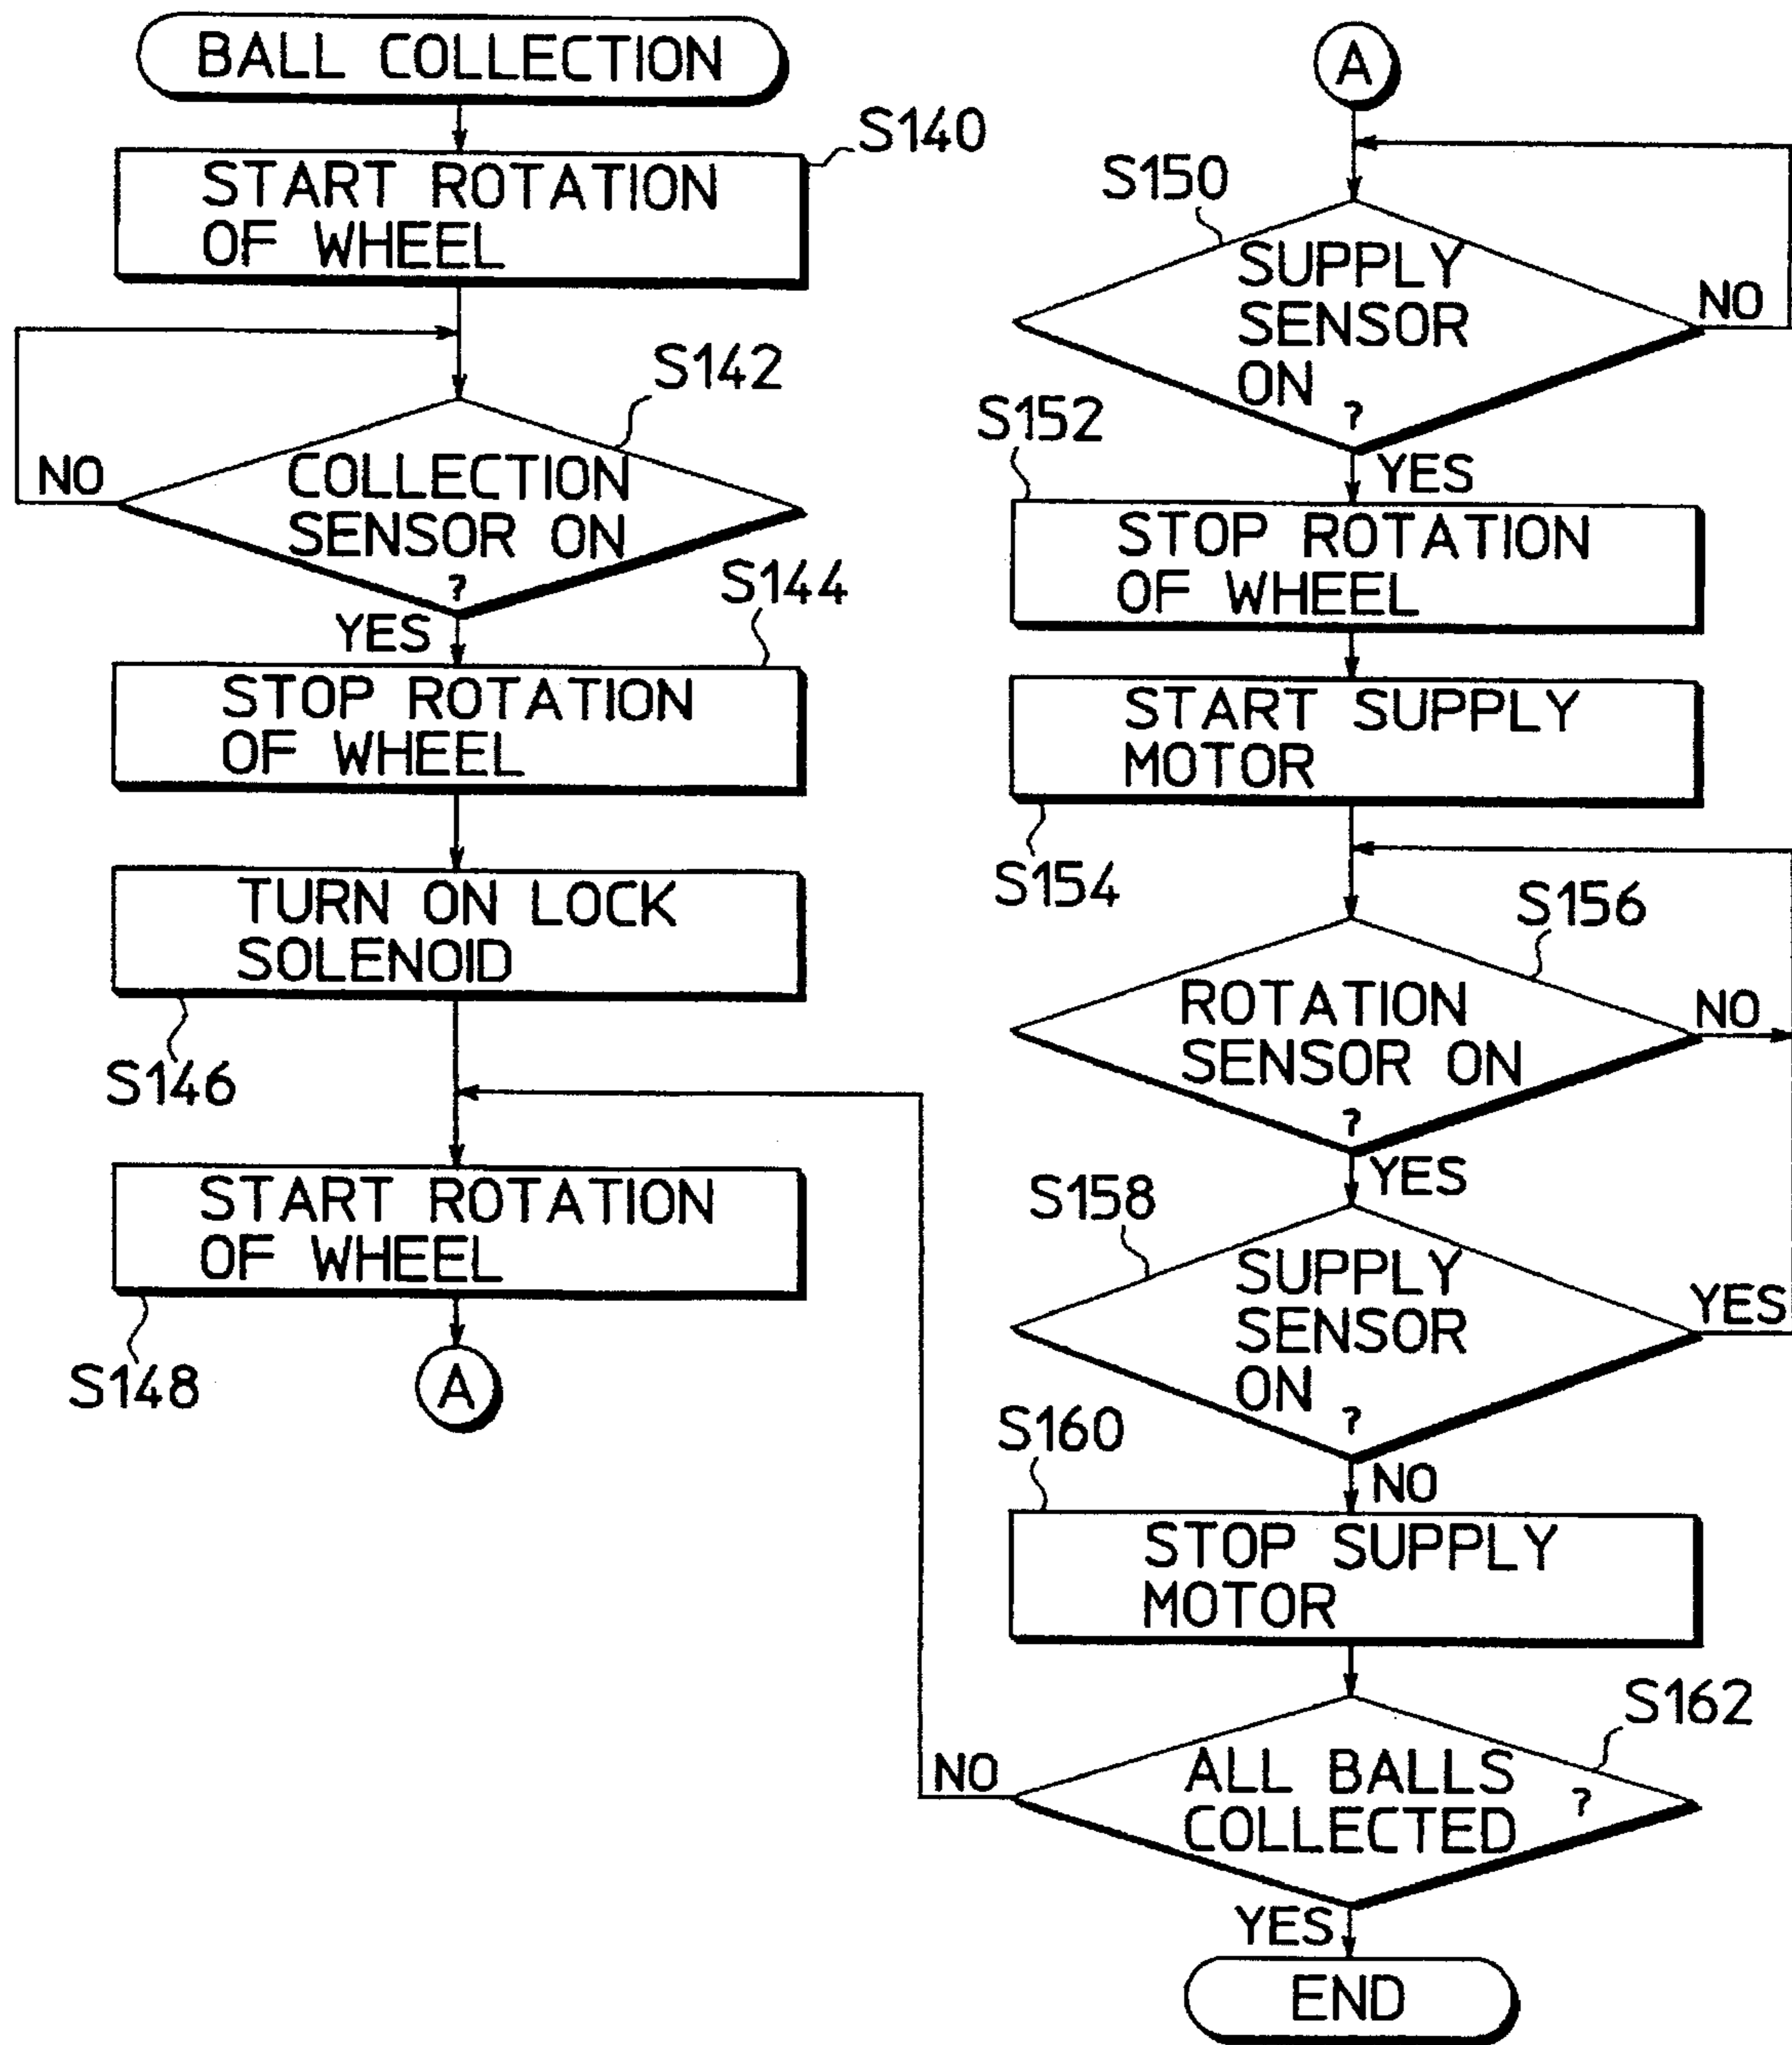 BALL COLLECTION
S140
START ROTATION
OF WHEEL
S142
NO
COLLECTION
SENSOR ON
?
YES
S144
STOP ROTATION
OF WHEEL
TURN ON LOCK
SOLENOID
S146
START ROTATION
OF WHEEL
S148
A
A
S150
SUPPLY
SENSOR
ON
?
NO
YES
S152
STOP ROTATION
OF WHEEL
START SUPPLY
MOTOR
S154
S156
ROTATION
SENSOR ON
?
NO
YES
S158
SUPPLY
SENSOR
ON
?
YES
NO
S160
STOP SUPPLY
MOTOR
S162
NO
ALL BALLS
COLLECTED ?
YES
END